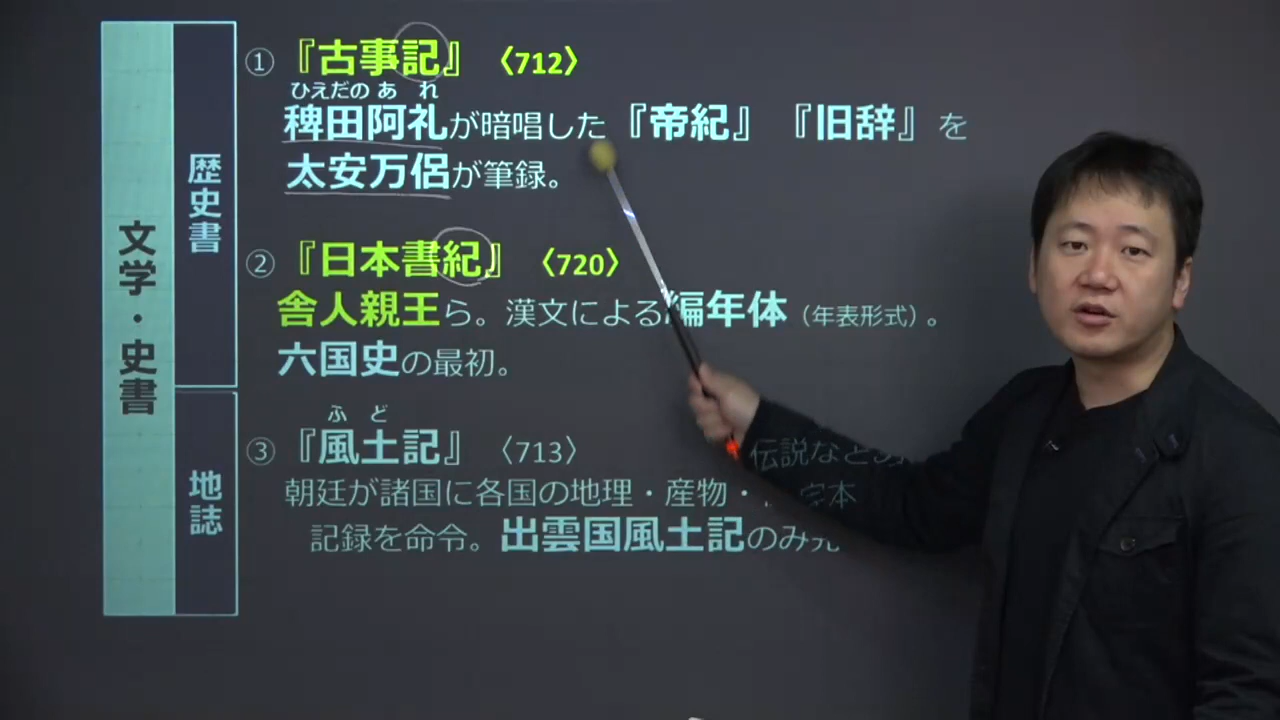 文学・史書
歴史書
① 『古事記』 〈712〉
ひえだの あ れ
稗田阿礼が暗唱した『帝紀』『旧辞』を
太安万侶が筆録。
② 『日本書紀』 〈720〉
舎人親王ら。漢文による編年体（年表形式）。
六国史の最初。
地誌
ふ ど
③ 『風土記』 〈713〉
伝説など
朝廷が諸国に各国の地理・産物・
記録を命令。出雲国風土記のみ